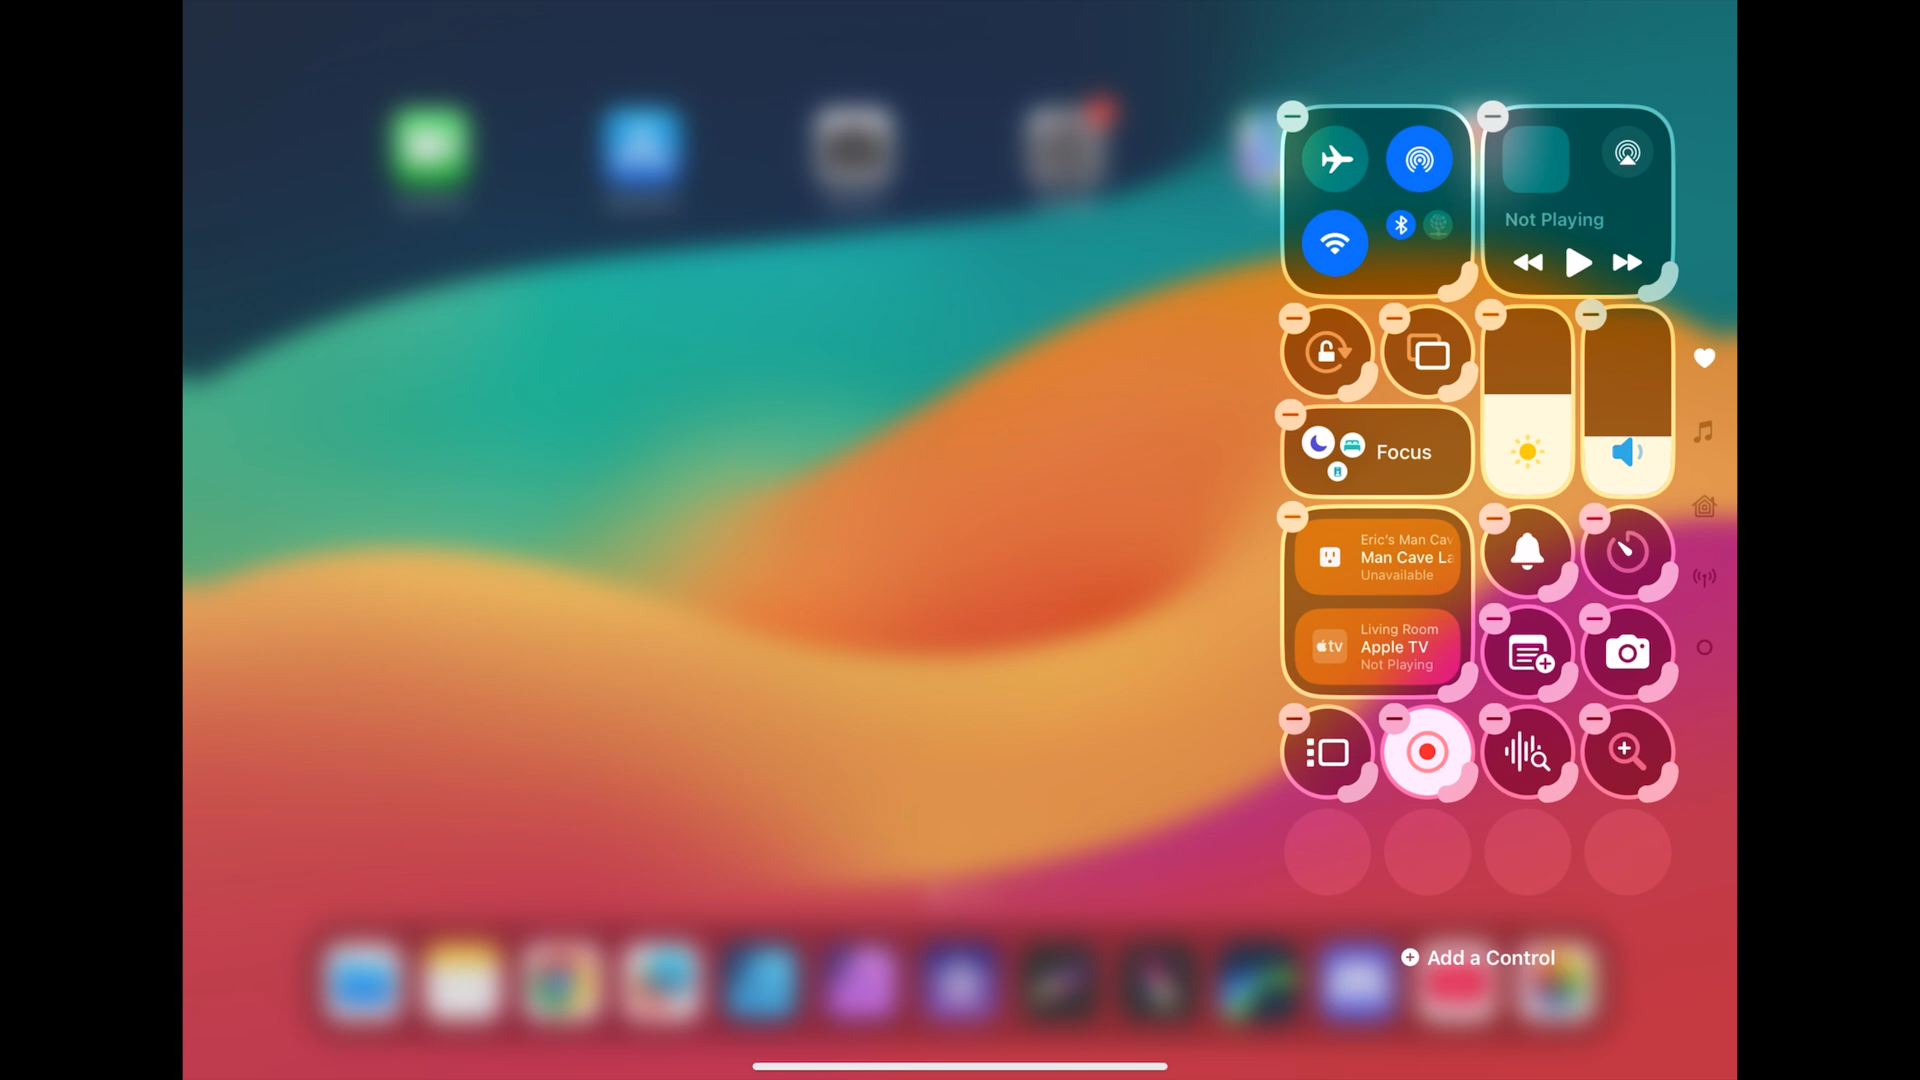 Not Playing
Focus
Eric's Man Cav
Man Cave La
Unavailable
tv
Living Room
Apple TV
Not Playing
Add a Control